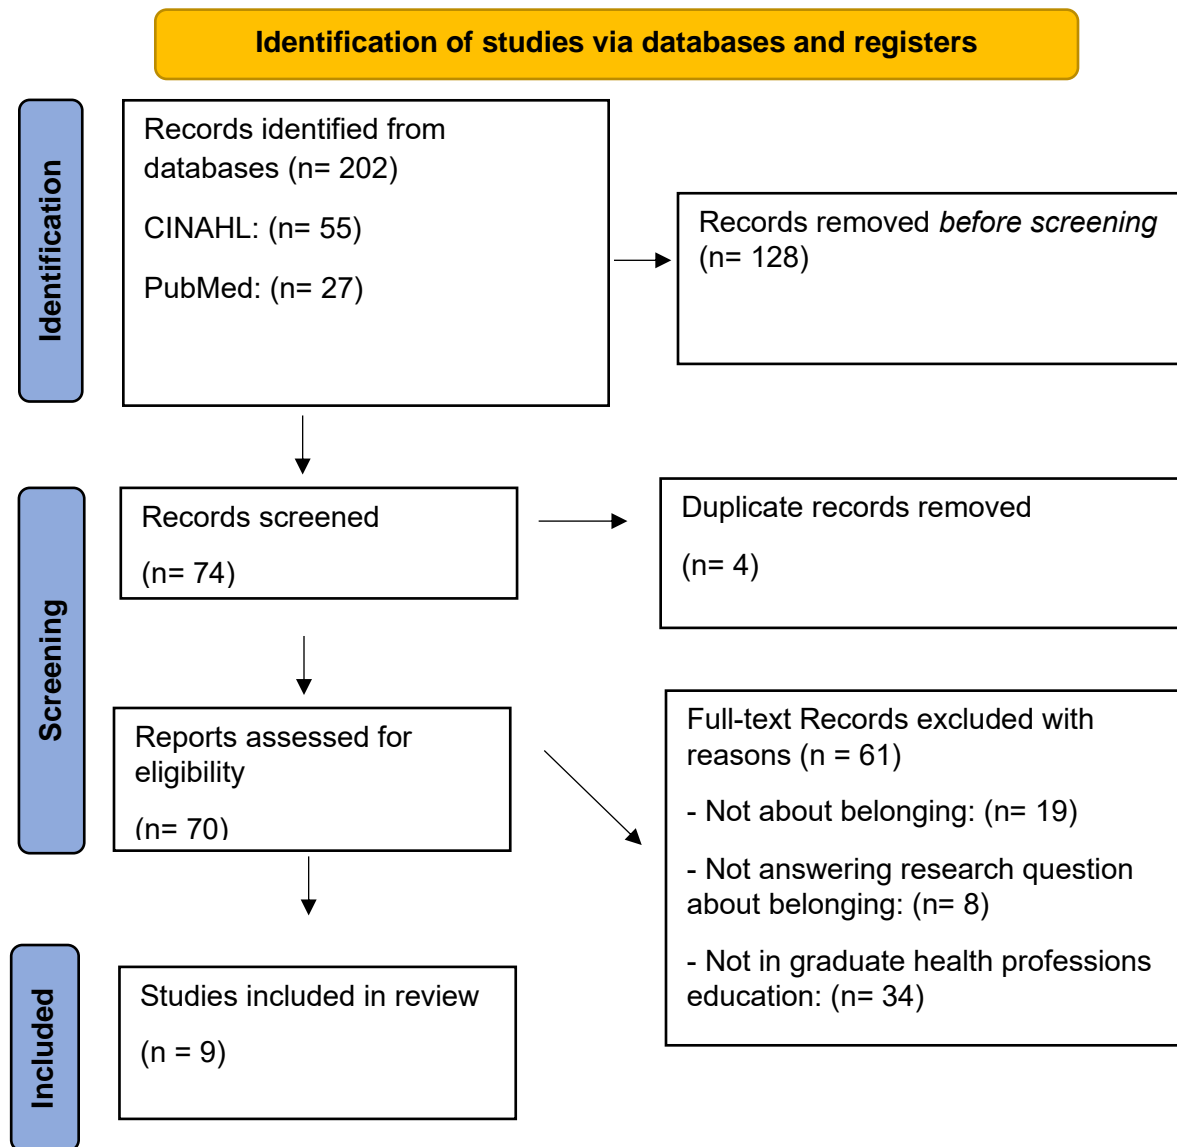 Identification of studies via databases and registers
Identification
Records identified from
databases (n= 202)
CINAHL: (n= 55)
PubMed: (n= 27)
Records removed before screening
(n= 128)
Screening
Records screened
(n= 74)
Duplicate records removed
(n= 4)
Reports assessed for
eligibility
(n= 70)
Full-text Records excluded with
reasons (n = 61)
- Not about belonging: (n= 19)
- Not answering research question
about belonging: (n= 8)
- Not in graduate health professions
education: (n= 34)
Included
Studies included in review
(n = 9)